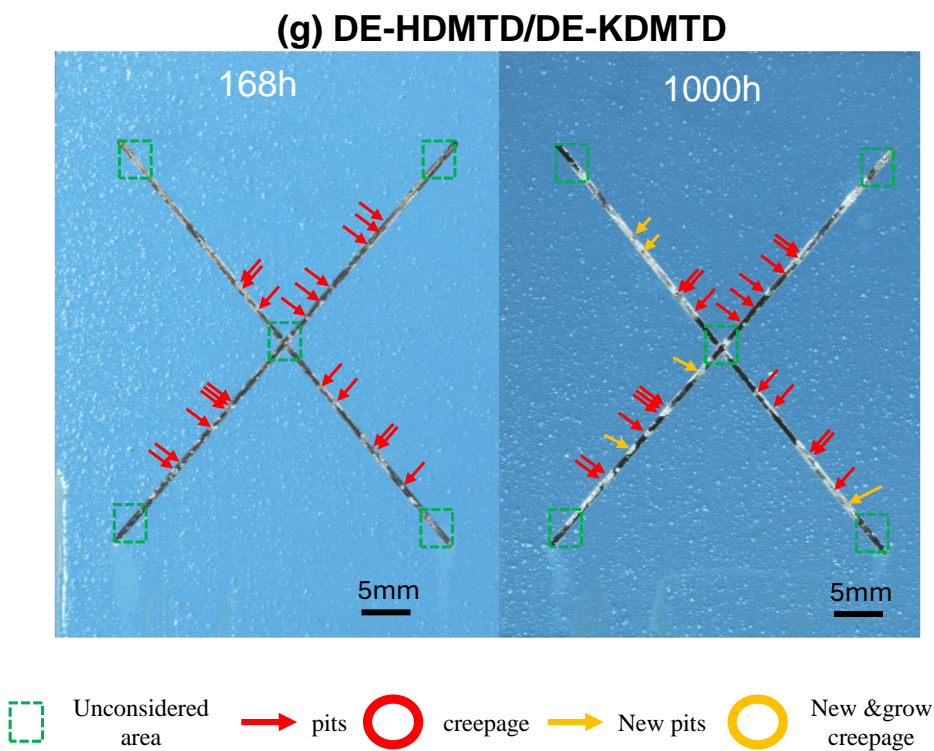 (g) DE-HDMTD/DE-KDMTD
168h
1000h
5mm
5mm
Unconsidered
area
pits
creepage
New pits
New &grow
creepage